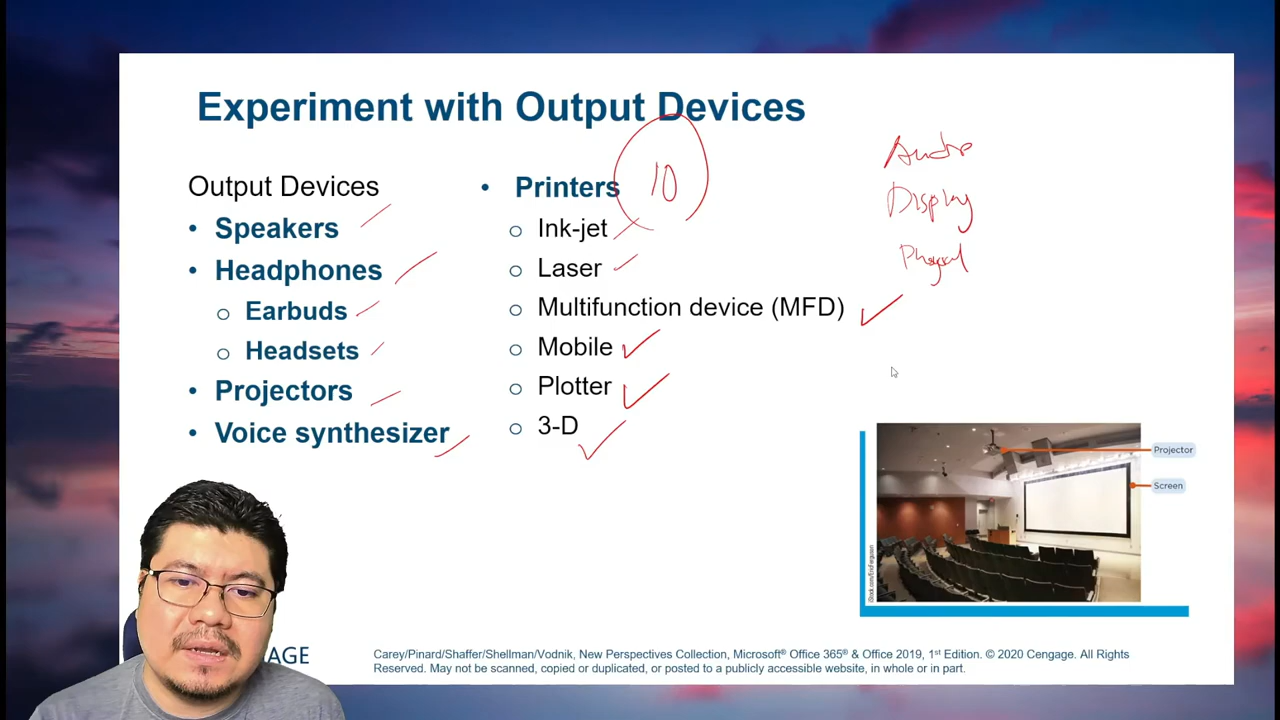 Experiment with Output Devices
Output Devices
• Speakers
• Headphones
o Earbuds
o Headsets
• Projectors
• Voice synthesizer
• Printers
o Ink-jet
o Laser
o Multifunction device (MFD)
o Mobile
o Plotter
o 3-D
10
Audio
Display
Physical
Projector
Screen
AGE
Carey/Pinard/Shaffer/Shellman/Vodnik, New Perspectives Collection, Microsoft® Office 365® & Office 2019, 1st Edition. © 2020 Cengage. All Rights
Reserved. May not be scanned, copied or duplicated, or posted to a publicly accessible website, in whole or in part.